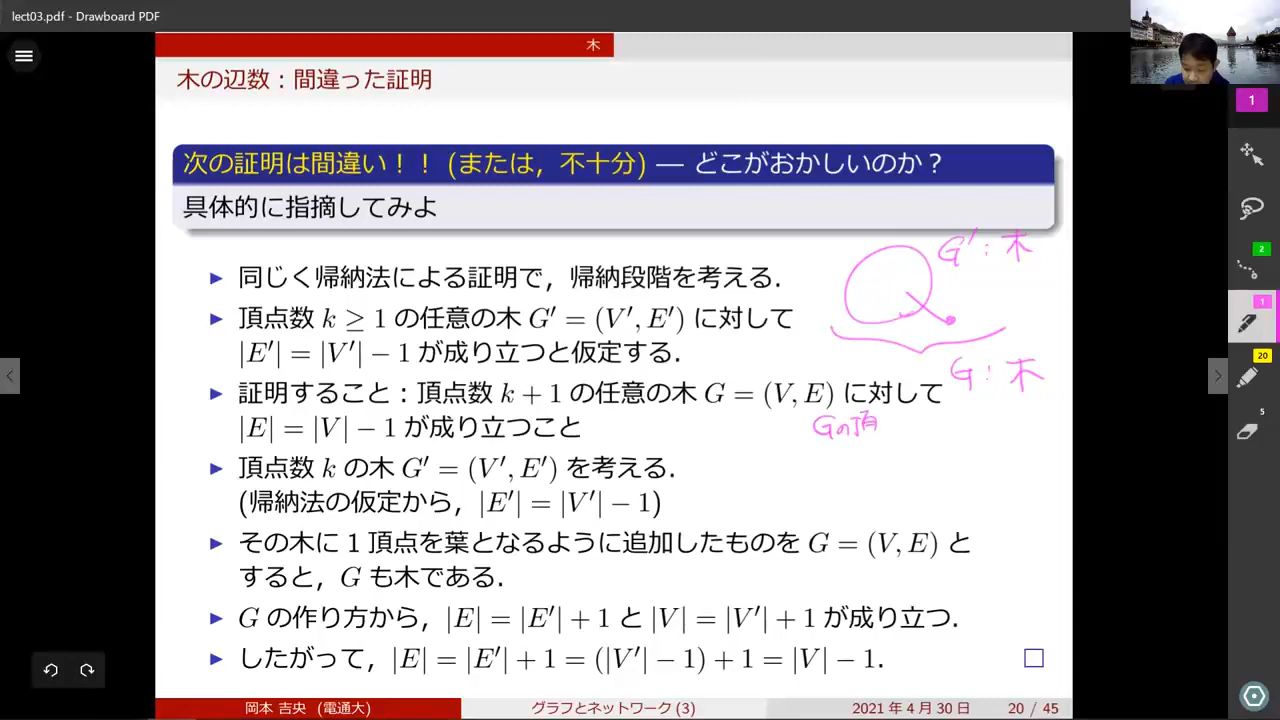 lect03.pdf - Drawboard PDF
木
木の辺数：間違った証明
次の証明は間違い！！ (または，不十分) — どこがおかしいのか？
具体的に指摘してみよ
G′：木
▶ 同じく帰納法による証明で，帰納段階を考える．
▶ 頂点数 k ≥ 1 の任意の木 G′ = (V′, E′) に対して
|E′| = |V′| − 1 が成り立つと仮定する．
G：木
▶ 証明すること：頂点数 k + 1 の任意の木 G = (V, E) に対して
|E| = |V| − 1 が成り立つこと
Gの頂
▶ 頂点数 k の木 G′ = (V′, E′) を考える．
(帰納法の仮定から，|E′| = |V′| − 1)
▶ その木に 1 頂点を葉となるように追加したものを G = (V, E) と
すると，G も木である．
▶ G の作り方から，|E| = |E′| + 1 と |V| = |V′| + 1 が成り立つ．
▶ したがって，|E| = |E′| + 1 = (|V′| − 1) + 1 = |V| − 1. □
岡本 吉央 (電通大)
グラフとネットワーク (3)
2021 年 4 月 30 日 20 / 45
1
2
1
20
5